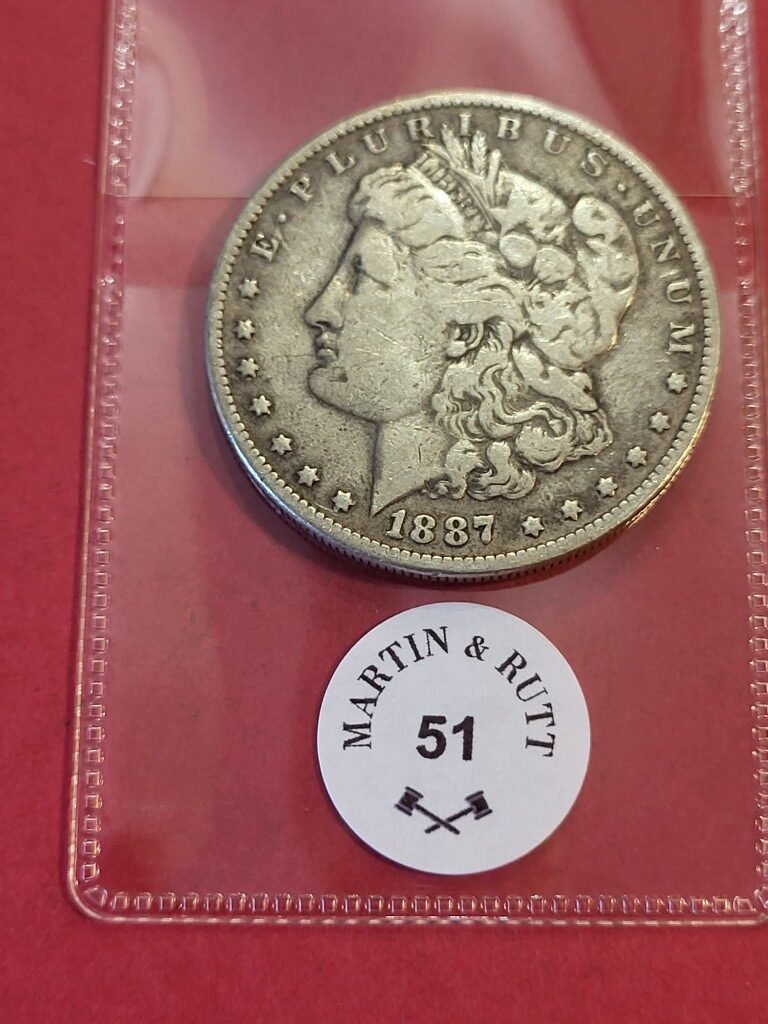 E · PLURIBUS · UNUM
LIBERTY
1887
MARTIN & RUTT
51